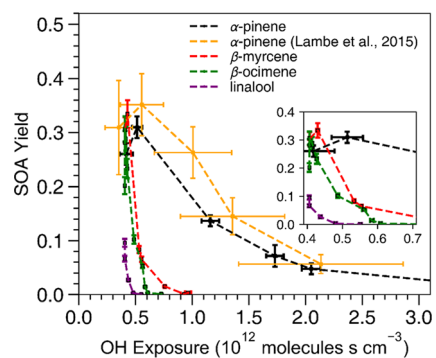 α-pinene
α-pinene (Lambe et al., 2015)
β-myrcene
β-ocimene
linalool
SOA Yield
0.5
0.4
0.3
0.2
0.1
0.0
0.4
0.3
0.2
0.1
0.0
0.4 0.5 0.6 0.7
0.0 0.5 1.0 1.5 2.0 2.5 3.0
OH Exposure (10¹² molecules s cm⁻³)